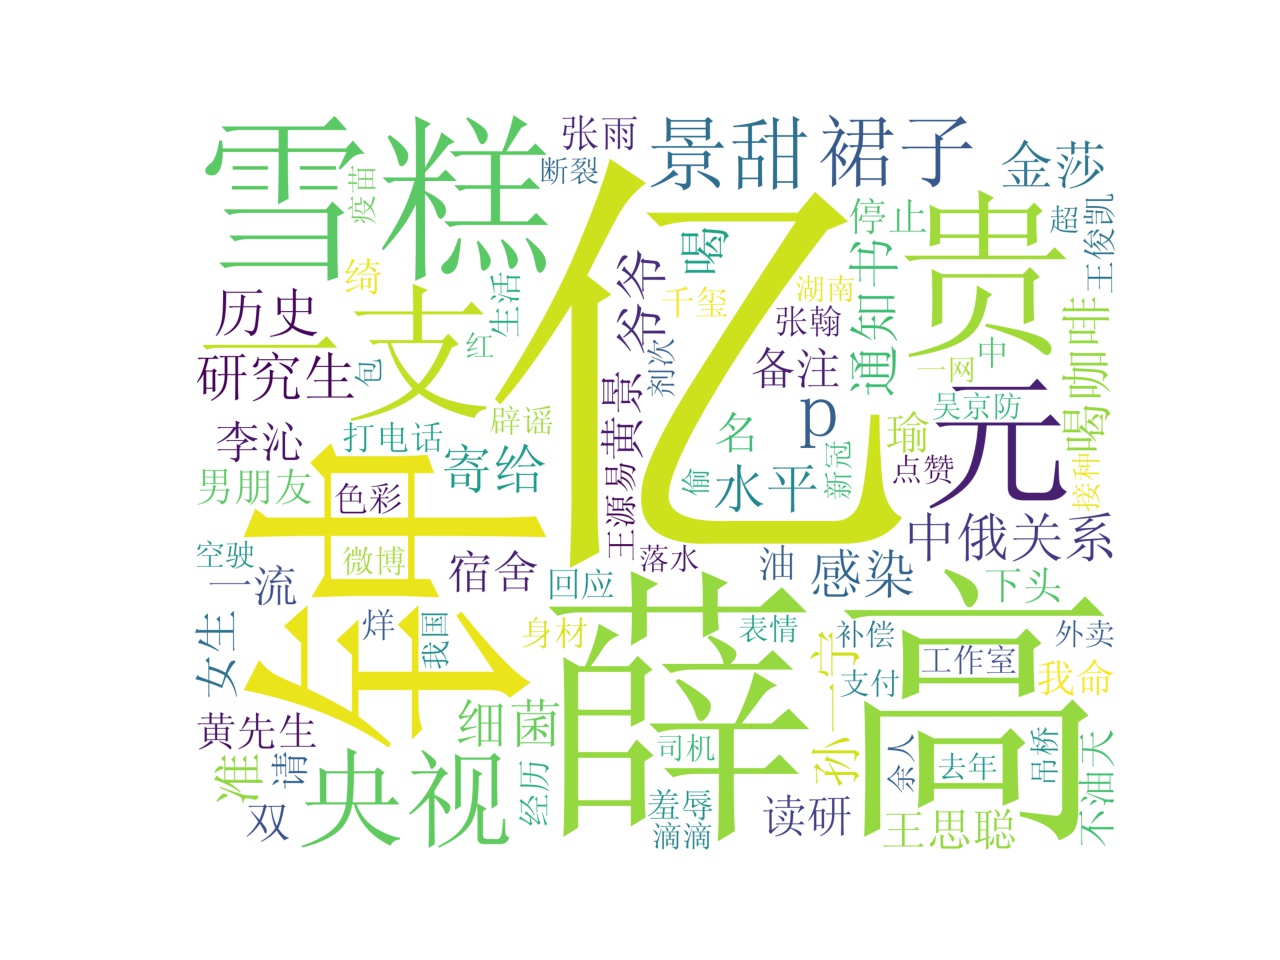 雪糕
亿
薛高
年
贵
一支
元
央视
景甜
裙子
张雨
断裂
疫苗
绮
生活
红
包
历史
研究生
李沁
打电话
辟谣
男朋友
色彩
寄给
空驶
微博
一流
宿舍
烊
我国
女生
黄先生
准
请
双
细菌
经历
爷爷
喝
千玺
剂次
黄景
王源易
名
偷
水平
落水
回应
身材
油
感染
表情
司机
羞辱
滴滴
孙一宁
读研
金莎
超
王俊凯
停止
通知书
湖南
张翰
备注
p
瑜
新冠
点赞
中
一网
吴京防
喝咖啡
接种
中俄关系
下头
补偿
外卖
工作室
支付
我命
余人
去年
吊桥
不油天
王思聪